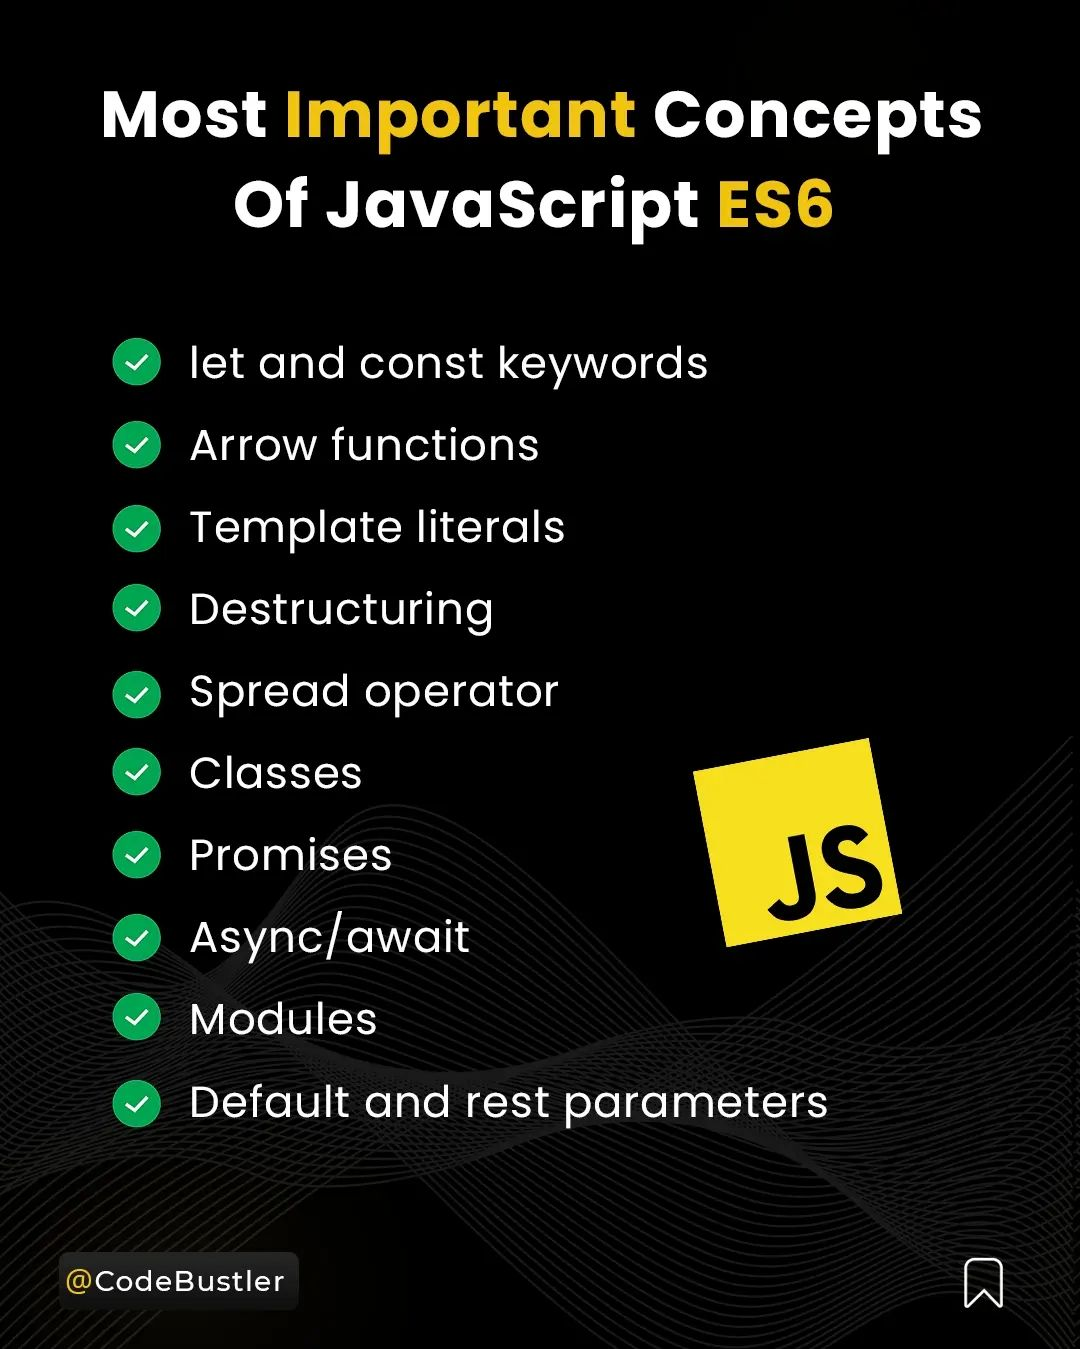 Most Important Concepts
Of JavaScript ES6
let and const keywords
Arrow functions
Template literals
Destructuring
Spread operator
Classes
JS
Promises
Async/await
Modules
Default and rest parameters
@CodeBustler